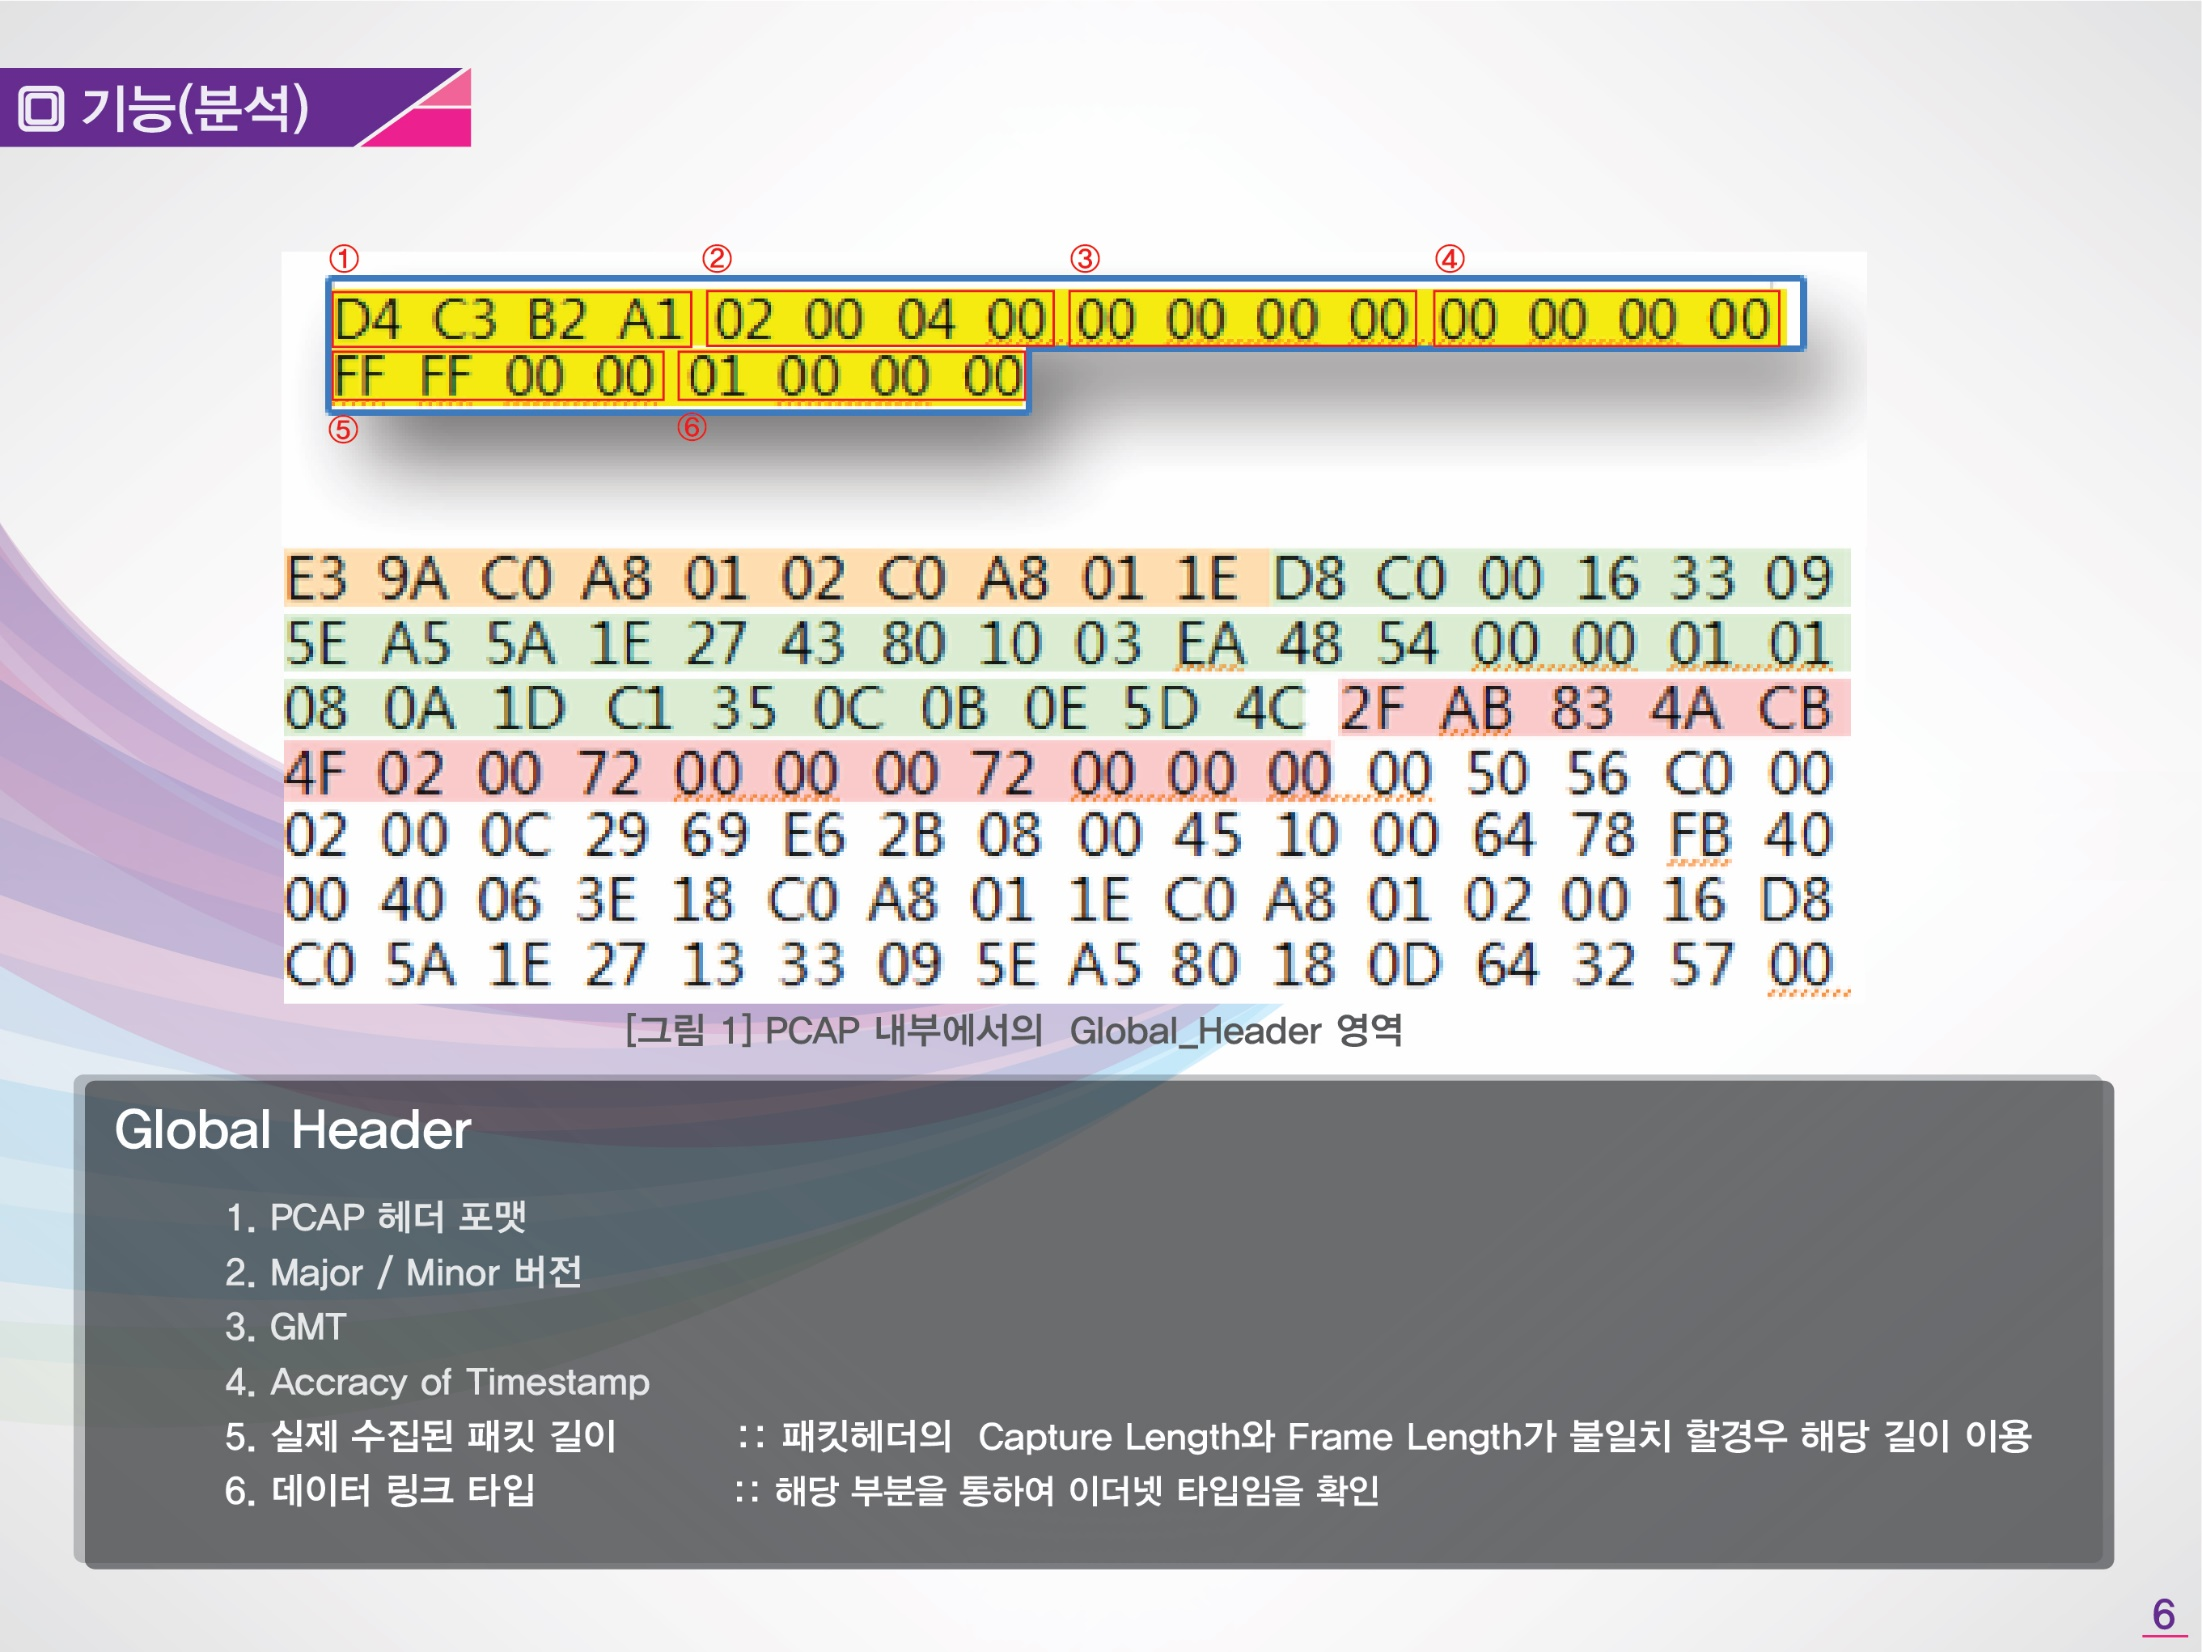 기능(분석)
① ② ③ ④
D4 C3 B2 A1 02 00 04 00 00 00 00 00 00 00 00 00
FF FF 00 00 01 00 00 00
⑤ ⑥
E3 9A C0 A8 01 02 C0 A8 01 1E D8 C0 00 16 33 09
5E A5 5A 1E 27 43 80 10 03 EA 48 54 00 00 01 01
08 0A 1D C1 35 0C 0B 0E 5D 4C 2F AB 83 4A CB
4F 02 00 72 00 00 00 72 00 00 00 00 50 56 C0 00
02 00 0C 29 69 E6 2B 08 00 45 10 00 64 78 FB 40
00 40 06 3E 18 C0 A8 01 1E C0 A8 01 02 00 16 D8
C0 5A 1E 27 13 33 09 5E A5 80 18 0D 64 32 57 00
[그림 1] PCAP 내부에서의 Global_Header 영역
Global Header
1. PCAP 헤더 포맷
2. Major / Minor 버전
3. GMT
4. Accracy of Timestamp
5. 실제 수집된 패킷 길이 :: 패킷헤더의 Capture Length와 Frame Length가 불일치 할경우 해당 길이 이용
6. 데이터 링크 타입 :: 해당 부분을 통하여 이더넷 타입임을 확인
6